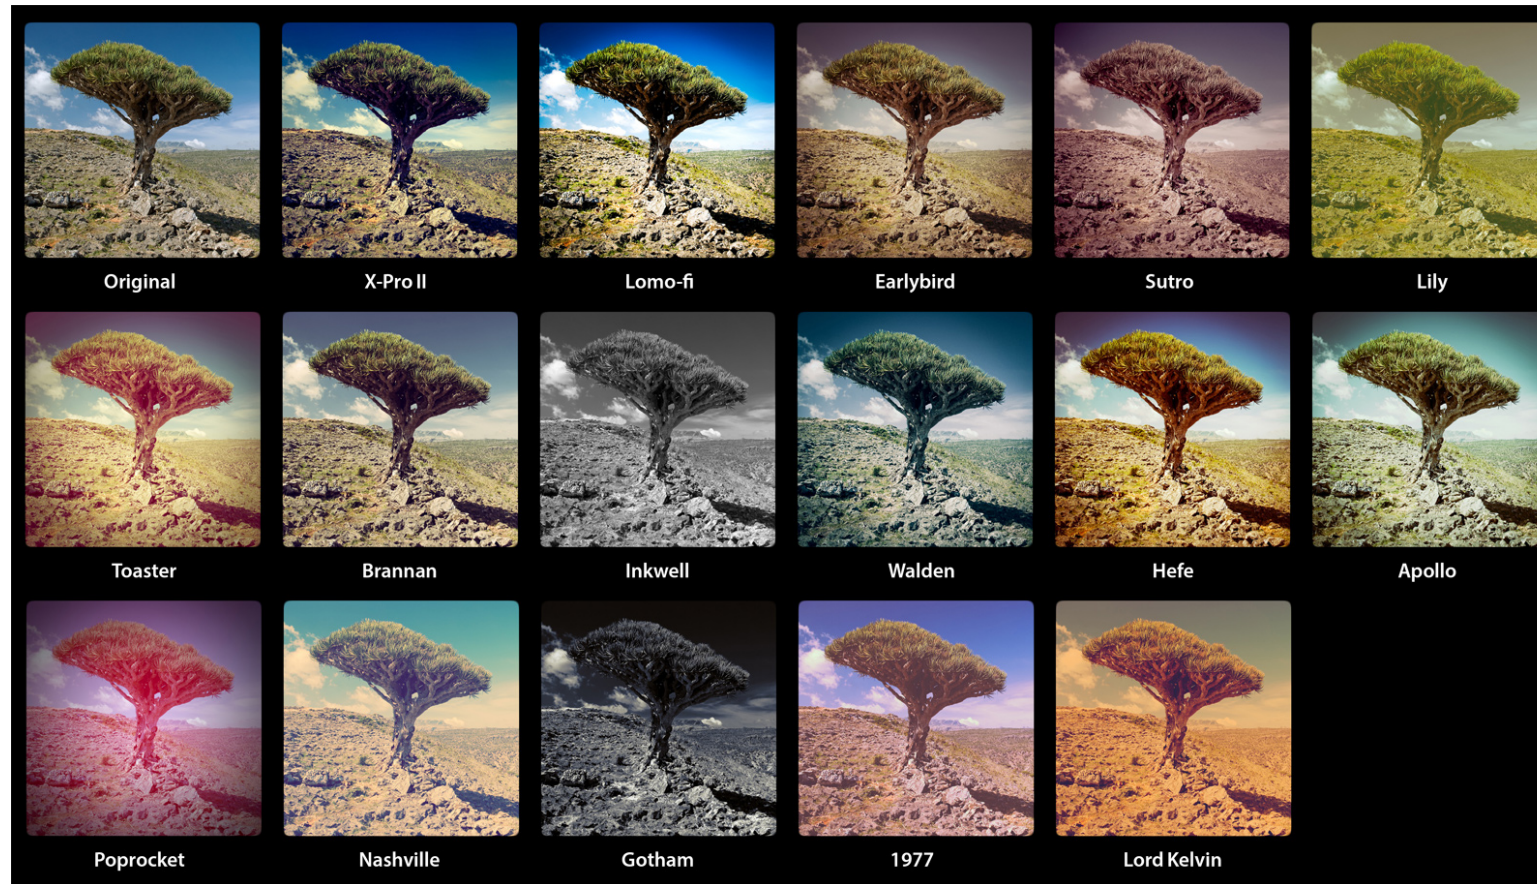 Original
X-Pro II
Lomo-fi
Earlybird
Sutro
Lily
Toaster
Brannan
Inkwell
Walden
Hefe
Apollo
Poprocket
Nashville
Gotham
1977
Lord Kelvin